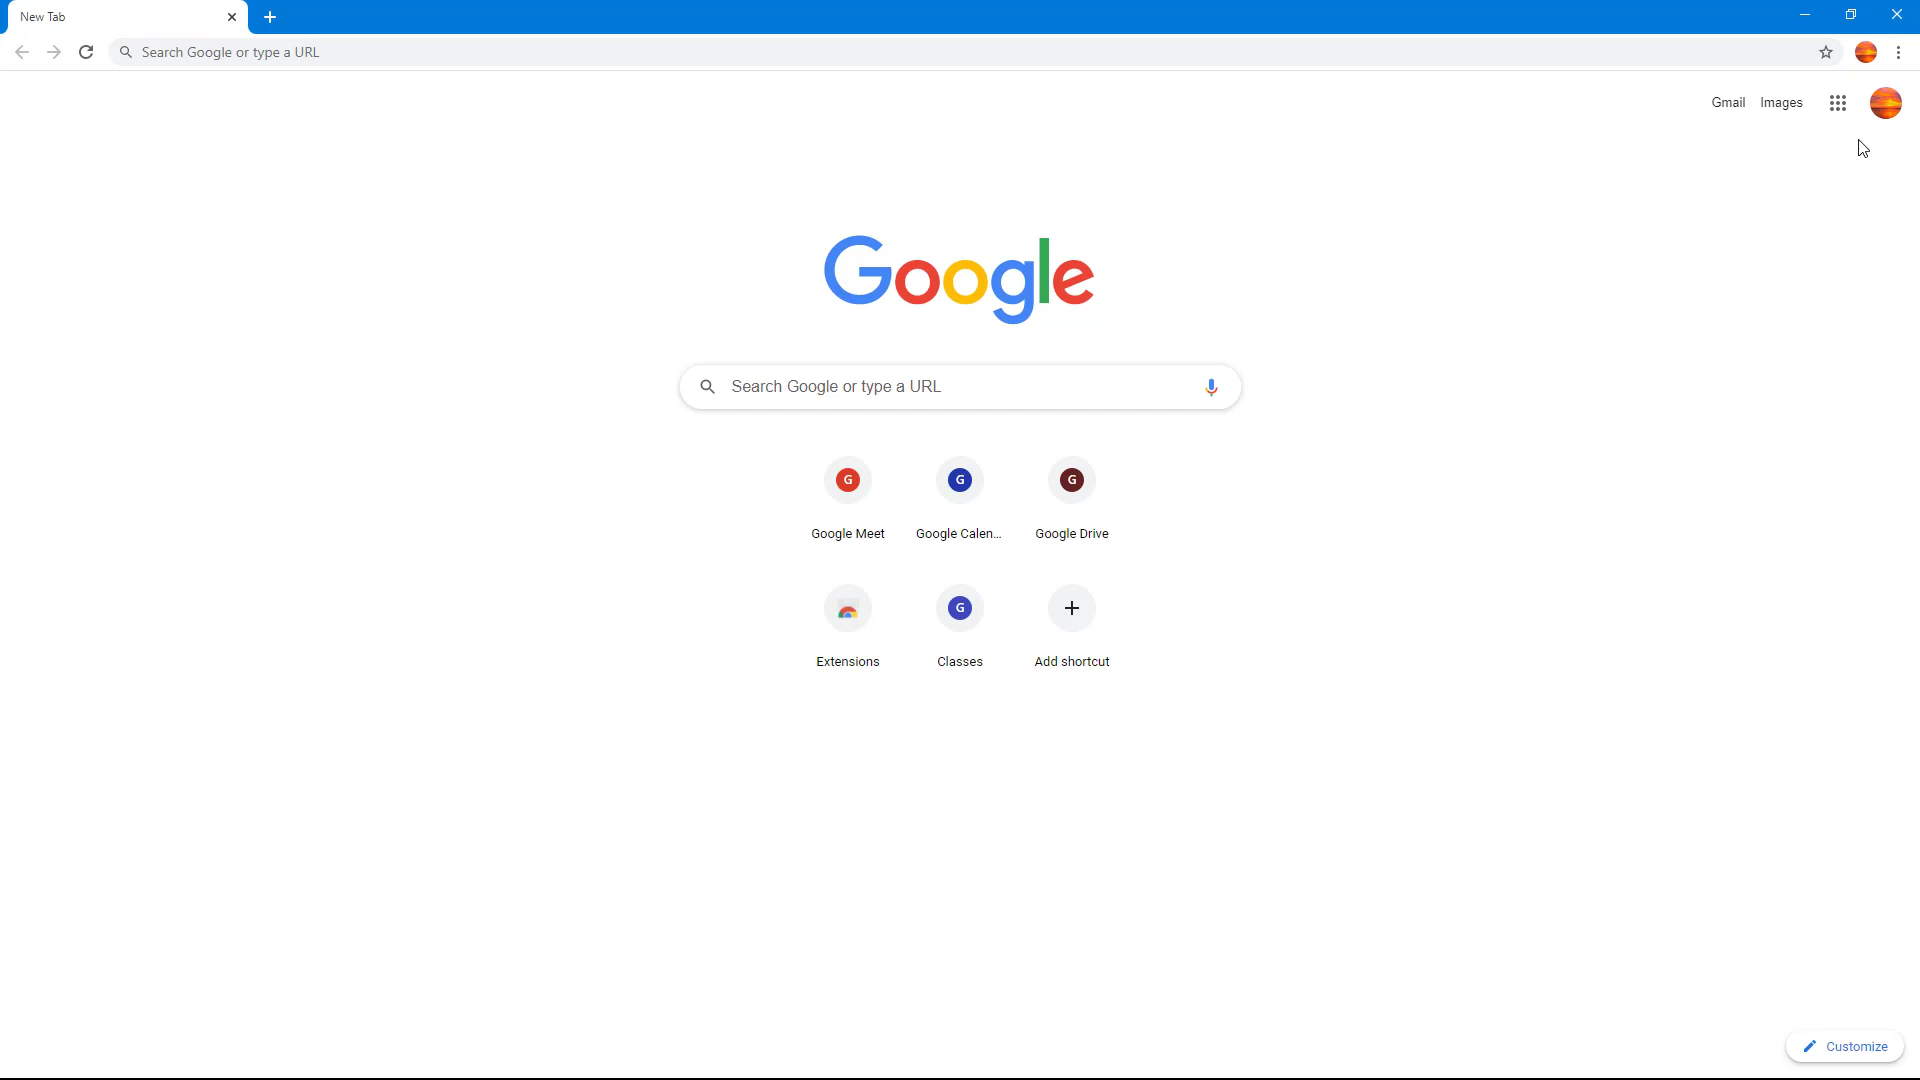 New Tab
Search Google or type a URL
Gmail Images
Google
Search Google or type a URL
G G G
Google Meet Google Calen... Google Drive
G
Extensions Classes Add shortcut
Customize